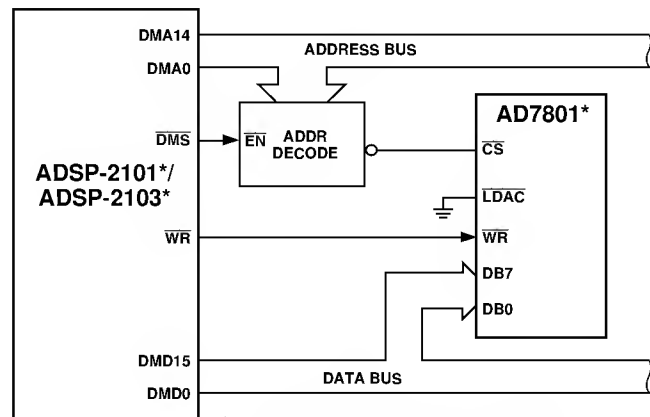 DMA14
ADDRESS BUS
DMA0
AD7801*
DMS
EN
ADDR
DECODE
CS
ADSP-2101*/
ADSP-2103*
LDAC
WR
WR
DB7
DB0
DMD15
DATA BUS
DMD0